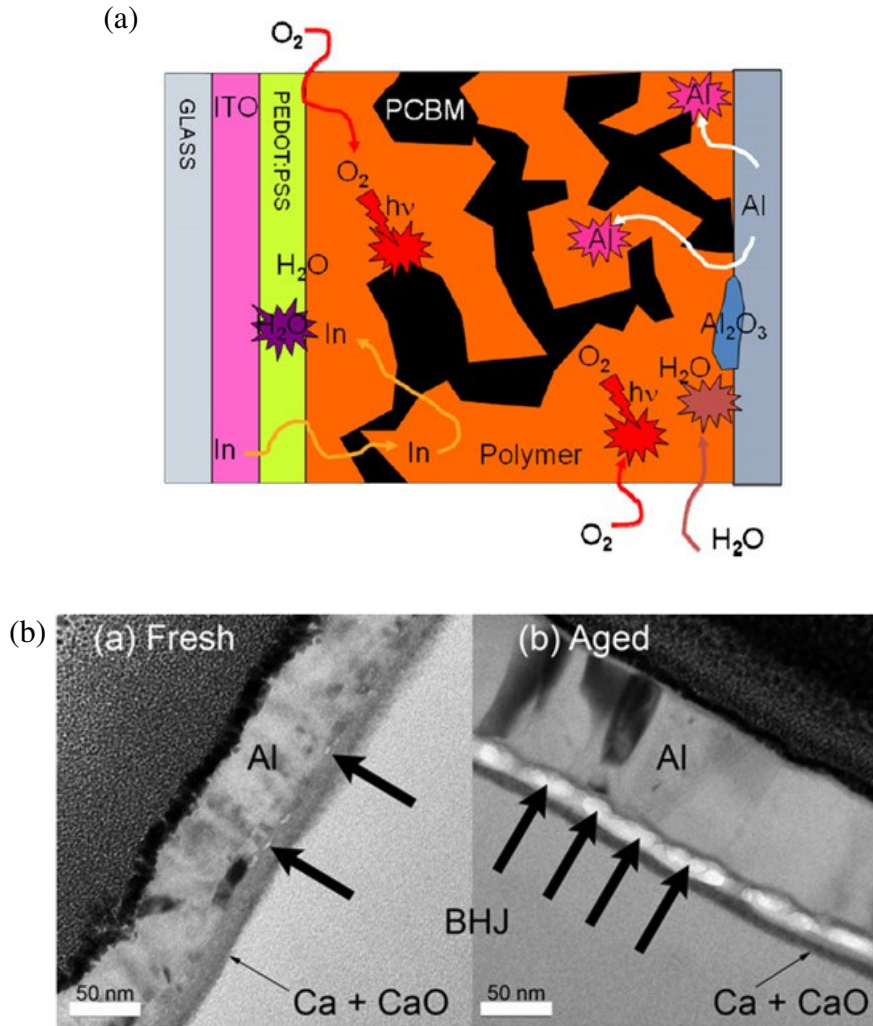 (a)
O₂
GLASS
ITO
PEDOT:PSS
PCBM
Al
O₂
hν
Al
Al
H₂O
H₂O
In
Al₂O₃
O₂
H₂O
hν
In
In
Polymer
O₂
H₂O
(b)
(a) Fresh
(b) Aged
Al
Al
BHJ
50 nm
Ca + CaO
50 nm
Ca + CaO